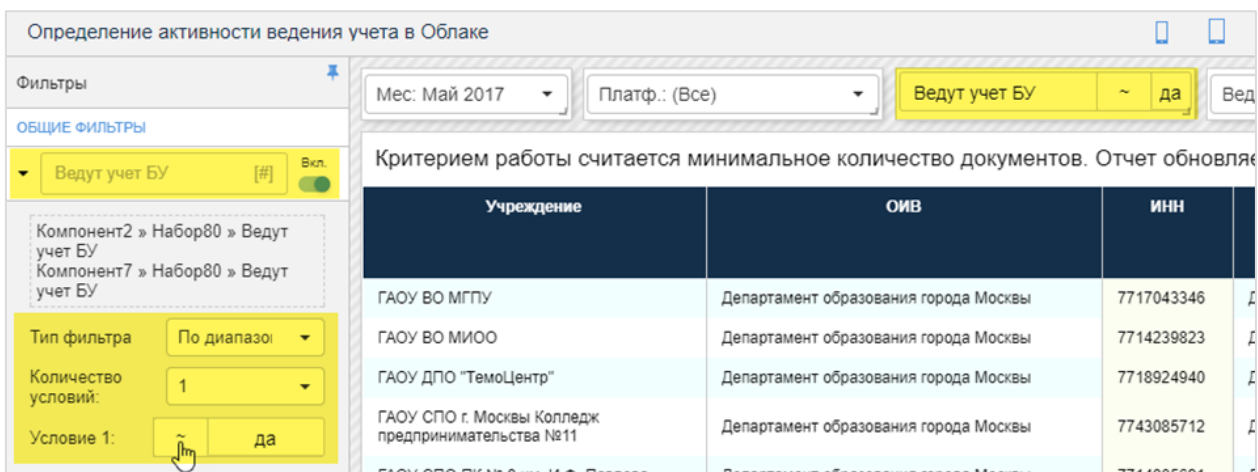 Определение активности ведения учета в Облаке
Фильтры
ОБЩИЕ ФИЛЬТРЫ
Ведут учет БУ [#] Вкл.
Компонент2 » Набор80 » Ведут
учет БУ
Компонент7 » Набор80 » Ведут
учет БУ
Тип фильтра По диапазо
Количество
условий: 1
Условие 1: ~ да
Мес: Май 2017 Платф.: (Все) Ведут учет БУ ~ да Вед
Критерием работы считается минимальное количество документов. Отчет обновляе
Учреждение ОИВ ИНН
ГАОУ ВО МГПУ Департамент образования города Москвы 7717043346
ГАОУ ВО МИОО Департамент образования города Москвы 7714239823
ГАОУ ДПО "ТемоЦентр" Департамент образования города Москвы 7718924940
ГАОУ СПО г. Москвы Колледж
предпринимательства №11 Департамент образования города Москвы 7743085712